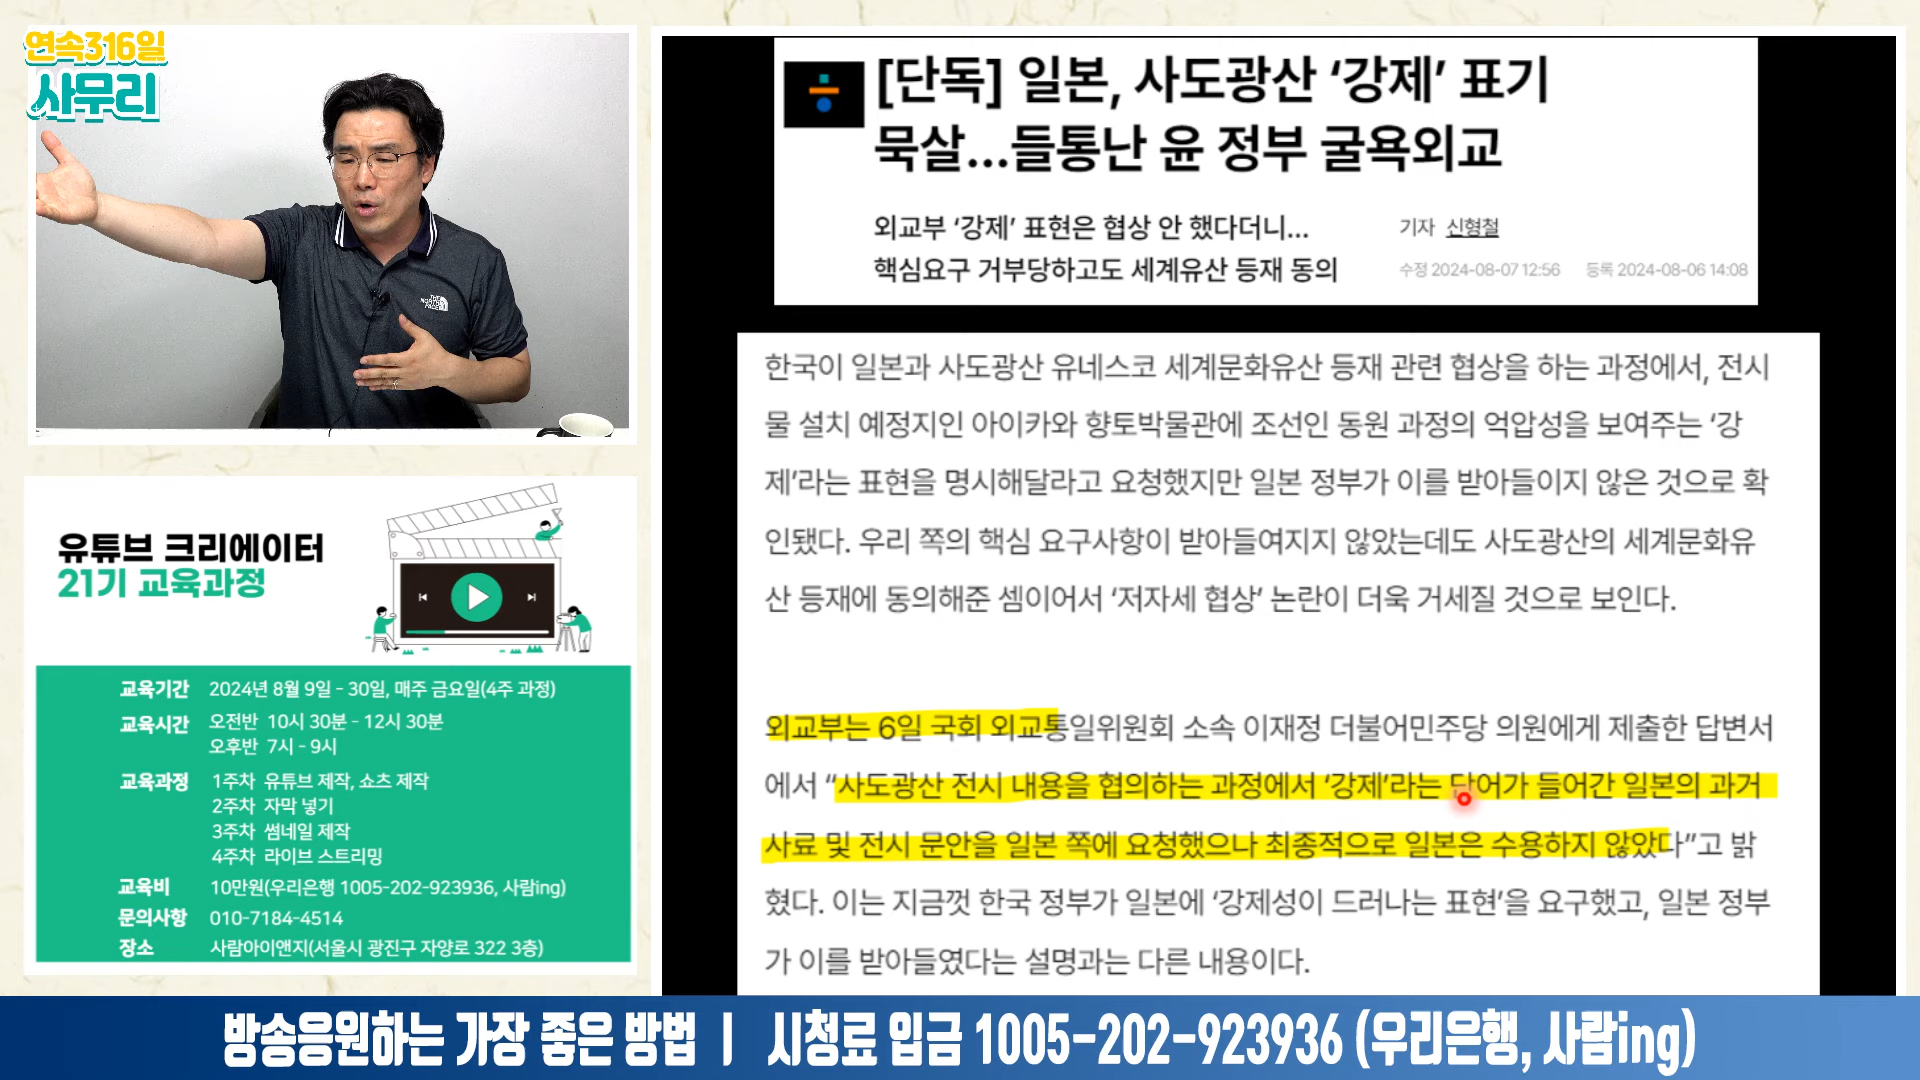 연속316일
사무리
THE NORTH FACE
유튜브 크리에이터
21기 교육과정
교육기간 2024년 8월 9일 - 30일, 매주 금요일(4주 과정)
교육시간 오전반 10시 30분 - 12시 30분
오후반 7시 - 9시
교육과정 1주차 유튜브 제작, 쇼츠 제작
2주차 자막 넣기
3주차 썸네일 제작
4주차 라이브 스트리밍
교육비 10만원(우리은행 1005-202-923936, 사람ing)
문의사항 010-7184-4514
장소 사람아이앤지(서울시 광진구 자양로 322 3층)
[단독] 일본, 사도광산 ‘강제’ 표기
묵살…들통난 윤 정부 굴욕외교
외교부 ‘강제’ 표현은 협상 안 했다더니…
핵심요구 거부당하고도 세계유산 등재 동의
기자 신형철
수정 2024-08-07 12:56 등록 2024-08-06 14:08
한국이 일본과 사도광산 유네스코 세계문화유산 등재 관련 협상을 하는 과정에서, 전시
물 설치 예정지인 아이카와 향토박물관에 조선인 동원 과정의 억압성을 보여주는 ‘강
제’라는 표현을 명시해달라고 요청했지만 일본 정부가 이를 받아들이지 않은 것으로 확
인됐다. 우리 쪽의 핵심 요구사항이 받아들여지지 않았는데도 사도광산의 세계문화유
산 등재에 동의해준 셈이어서 ‘저자세 협상’ 논란이 더욱 거세질 것으로 보인다.
외교부는 6일 국회 외교통일위원회 소속 이재정 더불어민주당 의원에게 제출한 답변서
에서 “사도광산 전시 내용을 협의하는 과정에서 ‘강제’라는 단어가 들어간 일본의 과거
사료 및 전시 문안을 일본 쪽에 요청했으나 최종적으로 일본은 수용하지 않았다”고 밝
혔다. 이는 지금껏 한국 정부가 일본에 ‘강제성이 드러나는 표현’을 요구했고, 일본 정부
가 이를 받아들였다는 설명과는 다른 내용이다.
방송응원하는 가장 좋은 방법 ㅣ 시청료 입금 1005-202-923936 (우리은행, 사람ing)